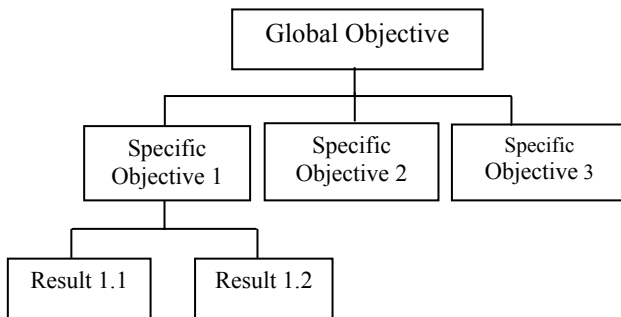 Global Objective
Specific
Objective 1
Specific
Objective 2
Specific
Objective 3
Result 1.1
Result 1.2